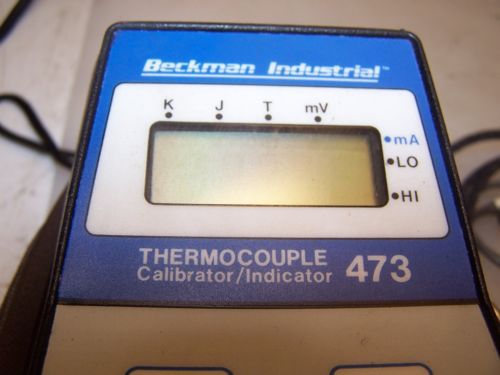 Beckman Industrial™
K J T mV
mA
LO
HI
THERMOCOUPLE
Calibrator/Indicator 473